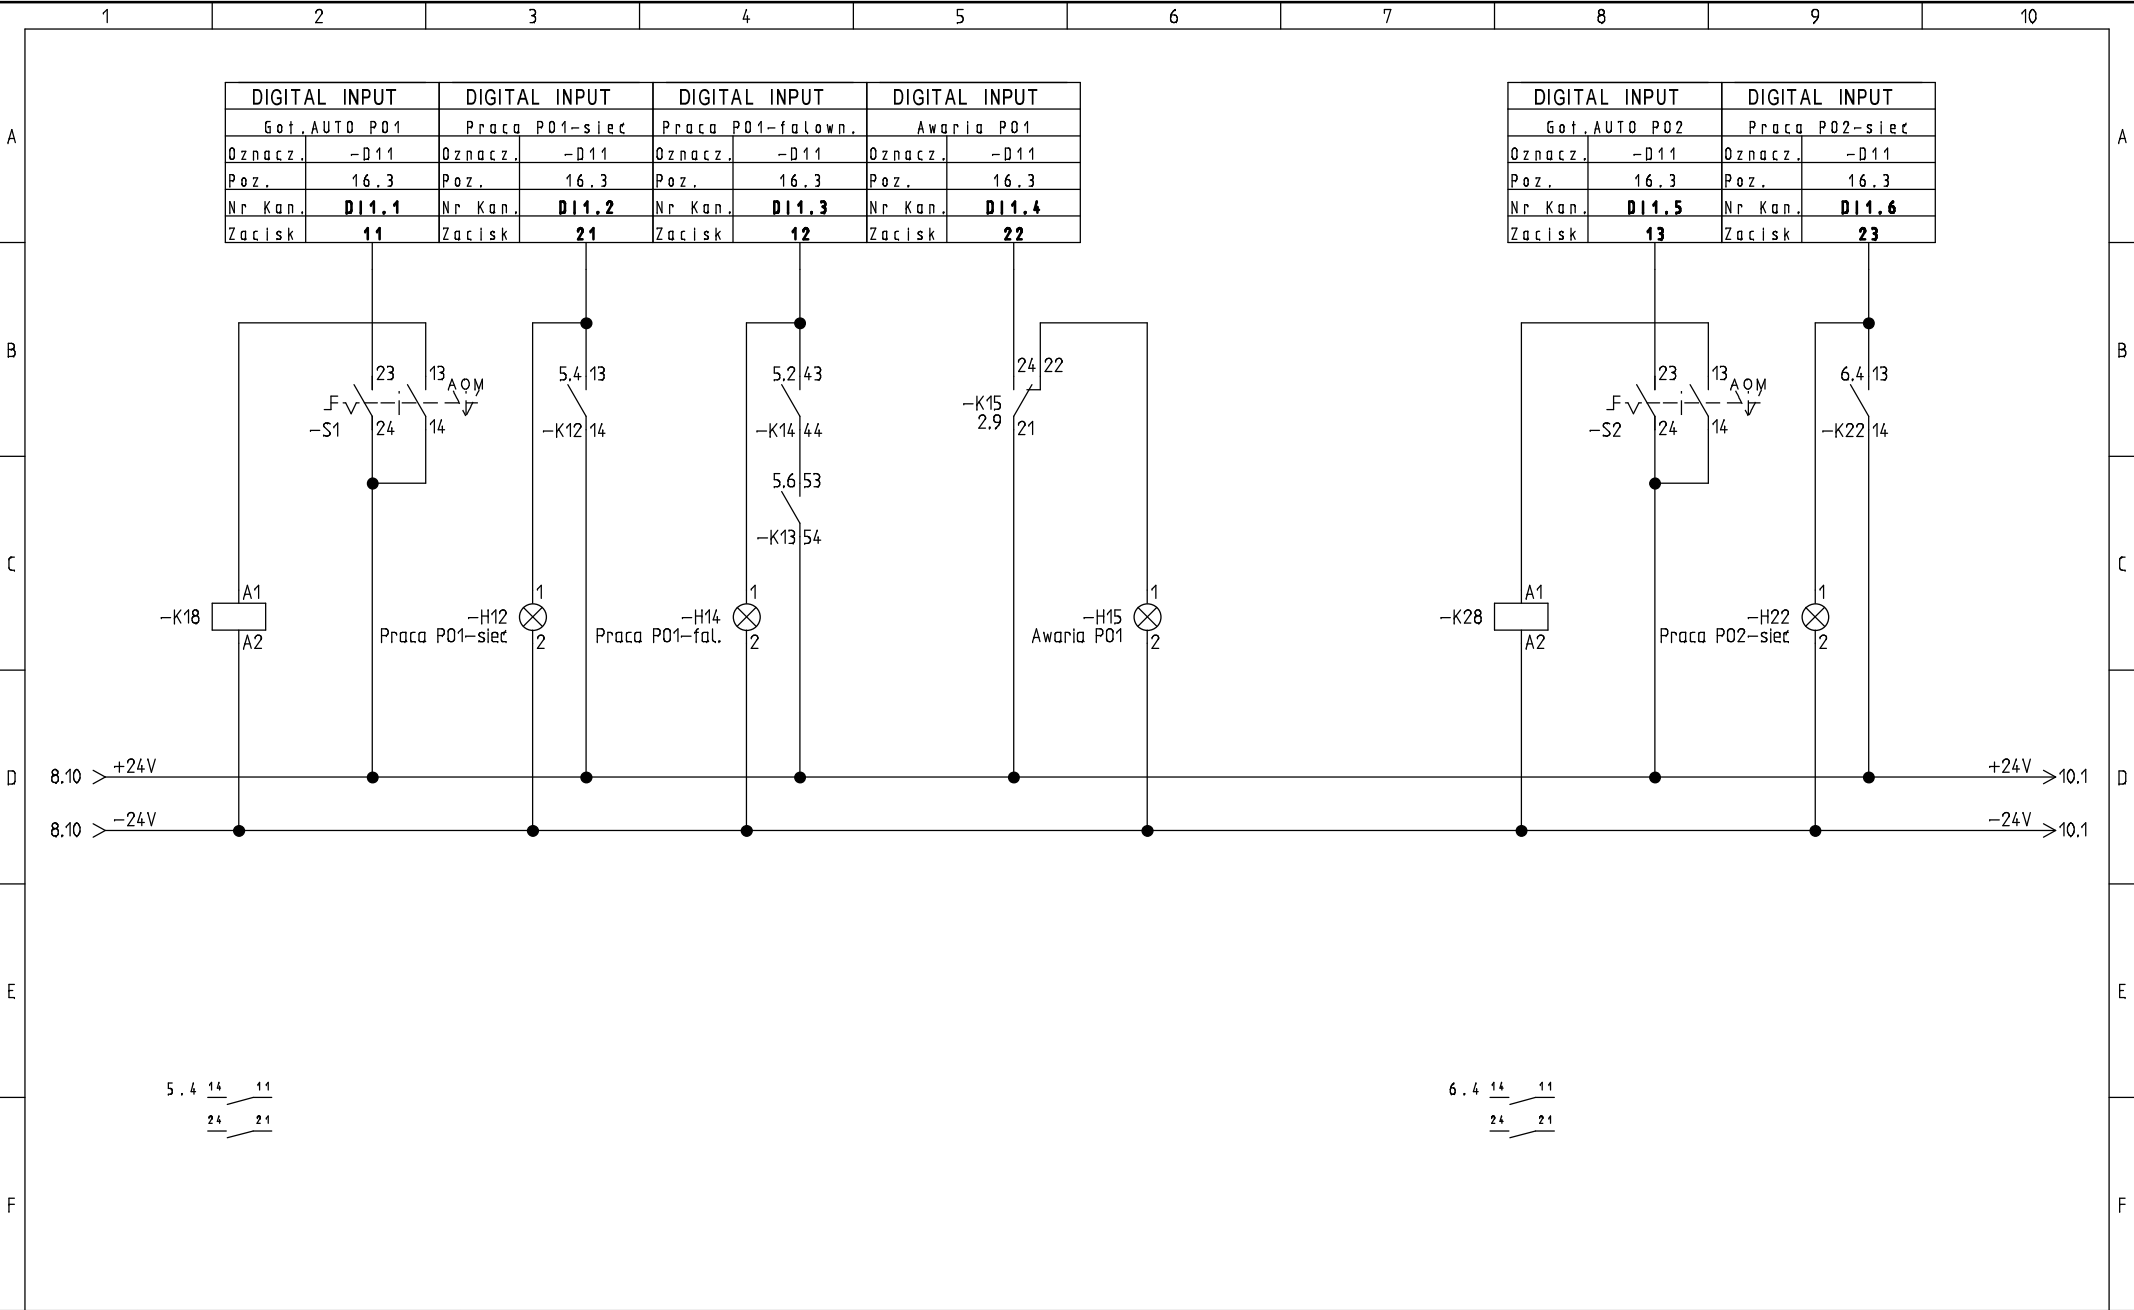 1 2 3 4 5 6 7 8 9 10
DIGITAL INPUT DIGITAL INPUT DIGITAL INPUT DIGITAL INPUT DIGITAL INPUT DIGITAL INPUT
Got.AUTO P01 Praca P01-sieć Praca P01-falown. Awaria P01 Got.AUTO P02 Praca P02-sieć
A A
Oznacz. -D11 Oznacz. -D11 Oznacz. -D11 Oznacz. -D11 Oznacz. -D11 Oznacz. -D11
Poz. 16.3 Poz. 16.3 Poz. 16.3 Poz. 16.3 Poz. 16.3 Poz. 16.3
Nr Kan. DI1.1 Nr Kan. DI1.2 Nr Kan. DI1.3 Nr Kan. DI1.4 Nr Kan. DI1.5 Nr Kan. DI1.6
Zacisk 11 Zacisk 21 Zacisk 12 Zacisk 22 Zacisk 13 Zacisk 23
B B
24 22
23 13 5.4 13 5.2 43 23 13 6.4 13
A O M A O M
-K15
2.9 21
-S1 24 14 -K12 14 -K14 44 -S2 24 14 -K22 14
5.6 53
-K13 54
C C
A1 1 1 1 A1 1
-K18 -H12 -H14 -H15 -K28 -H22
Praca P01-sieć Praca P01-fal. Awaria P01 Praca P02-sieć
A2 2 2 2 A2 2
+24V +24V
D 8.10 10.1 D
-24V -24V
8.10 10.1
E E
5.4 14 11 6.4 14 11
24 21 24 21
F F